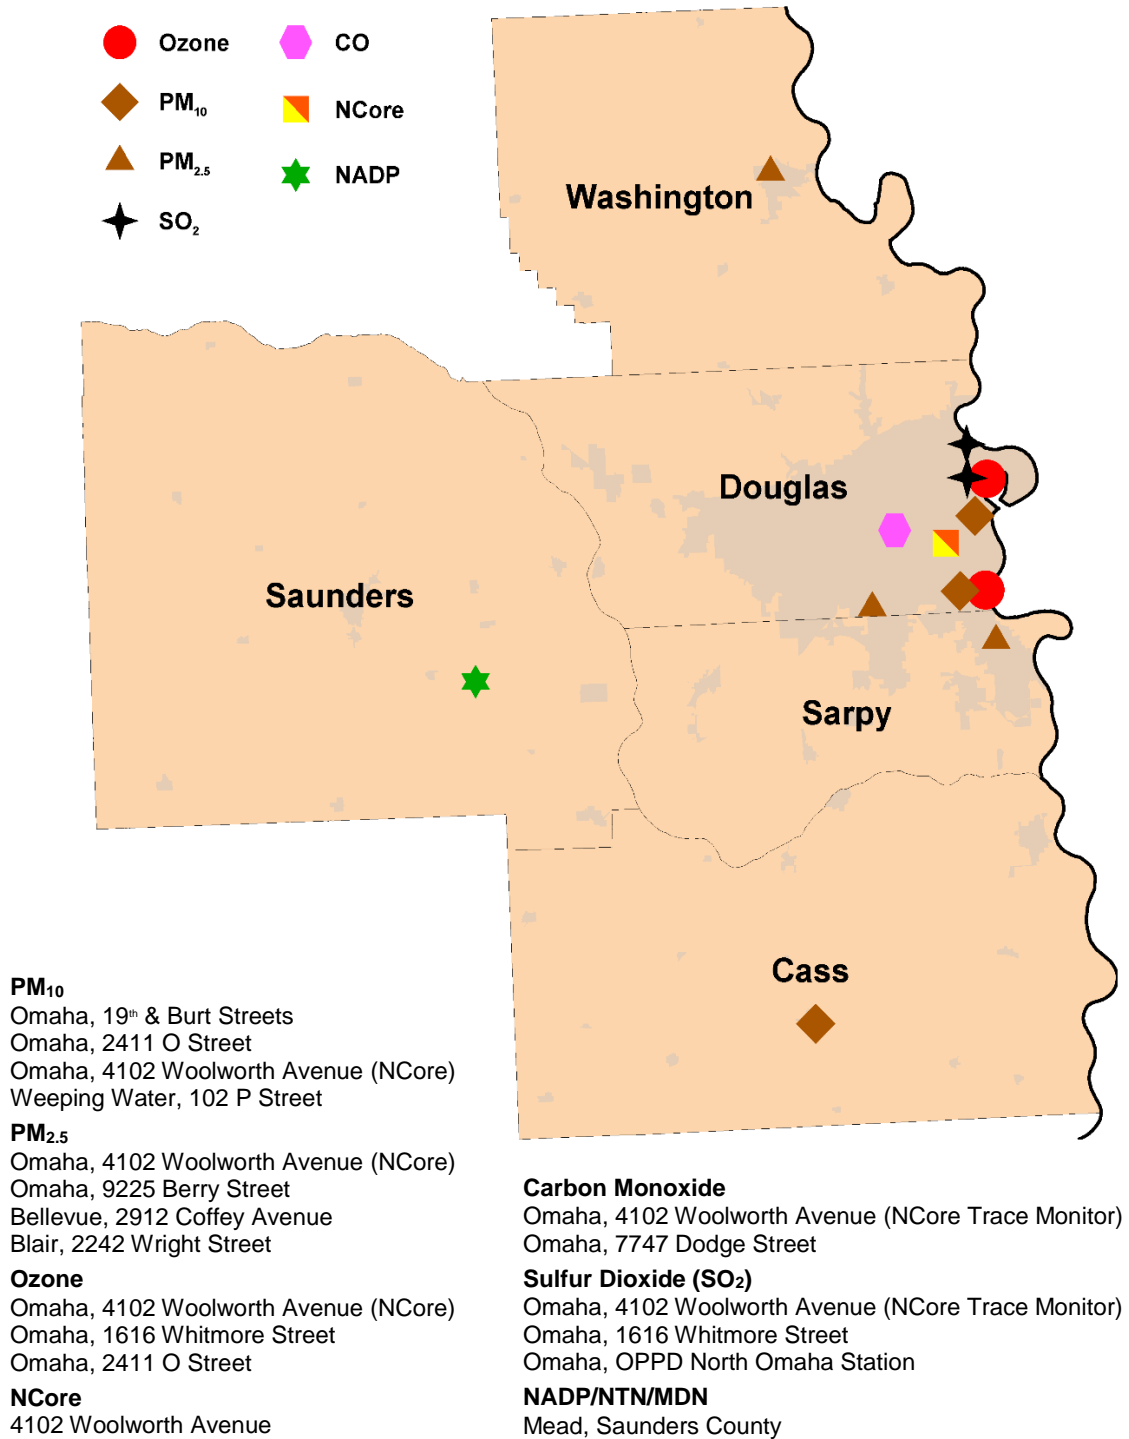 Ozone
CO
PM10
NCore
PM2.5
NADP
SO2
Washington
Douglas
Saunders
Sarpy
Cass
PM10
Omaha, 19th & Burt Streets
Omaha, 2411 O Street
Omaha, 4102 Woolworth Avenue (NCore)
Weeping Water, 102 P Street
PM2.5
Omaha, 4102 Woolworth Avenue (NCore)
Omaha, 9225 Berry Street
Bellevue, 2912 Coffey Avenue
Blair, 2242 Wright Street
Ozone
Omaha, 4102 Woolworth Avenue (NCore)
Omaha, 1616 Whitmore Street
Omaha, 2411 O Street
NCore
4102 Woolworth Avenue
Carbon Monoxide
Omaha, 4102 Woolworth Avenue (NCore Trace Monitor)
Omaha, 7747 Dodge Street
Sulfur Dioxide (SO2)
Omaha, 4102 Woolworth Avenue (NCore Trace Monitor)
Omaha, 1616 Whitmore Street
Omaha, OPPD North Omaha Station
NADP/NTN/MDN
Mead, Saunders County